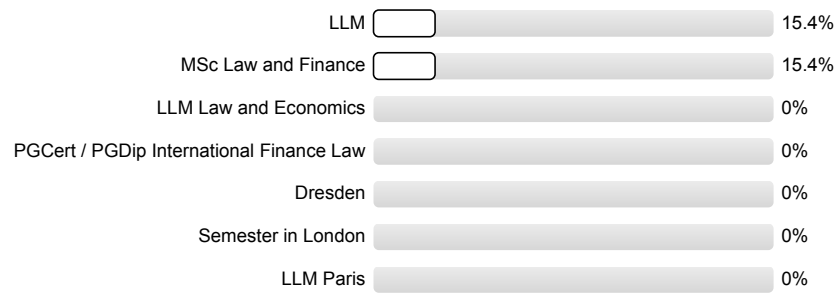 LLM 15.4%
MSc Law and Finance 15.4%
LLM Law and Economics 0%
PGCert / PGDip International Finance Law 0%
Dresden 0%
Semester in London 0%
LLM Paris 0%